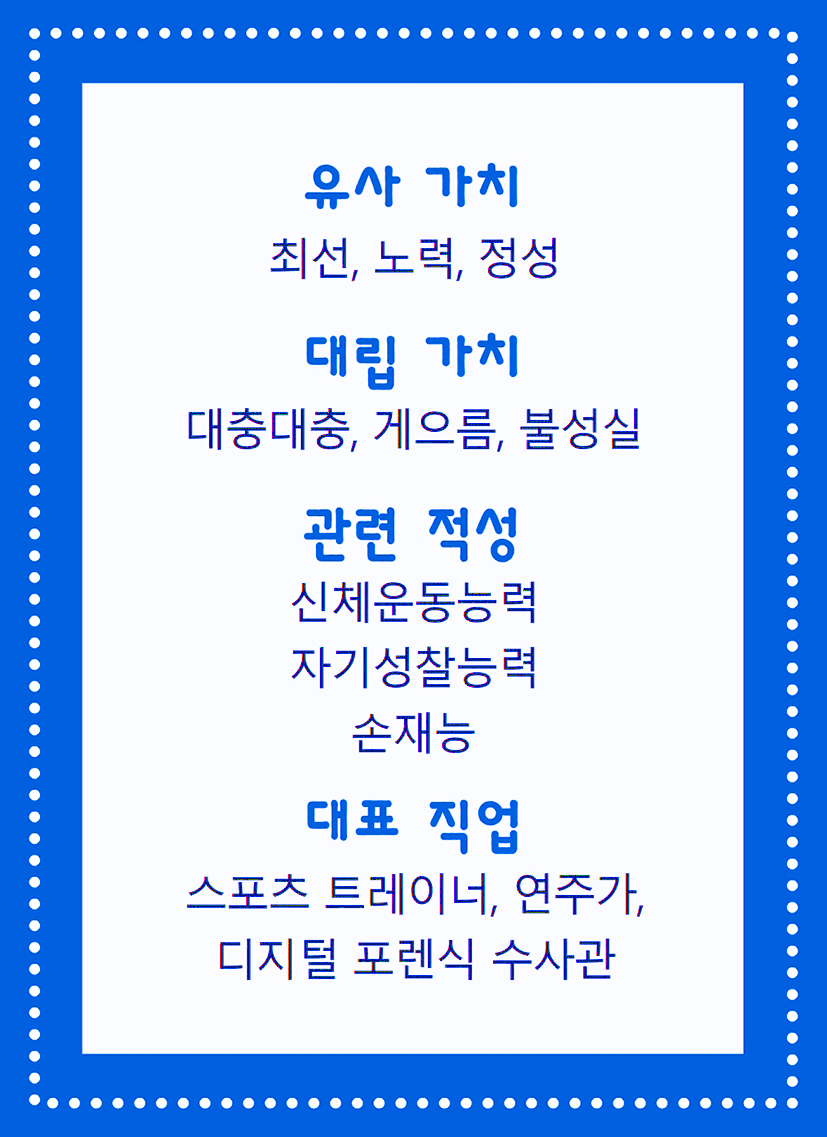 유사 가치
최선, 노력, 정성
대립 가치
대충대충, 게으름, 불성실
관련 적성
신체운동능력
자기성찰능력
손재능
대표 직업
스포츠 트레이너, 연주가,
디지털 포렌식 수사관